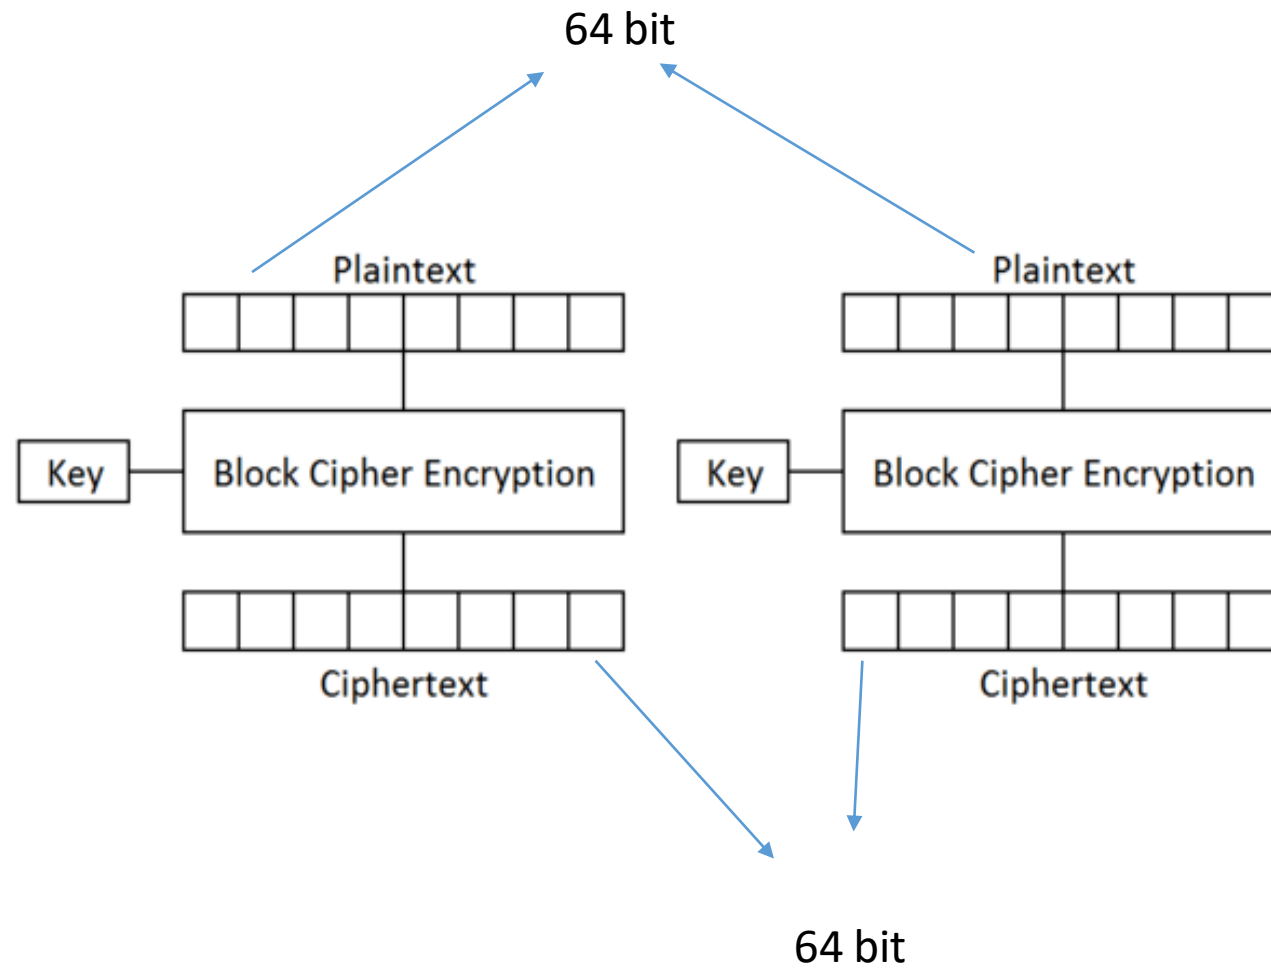 64 bit
Plaintext
Plaintext
Key
Block Cipher Encryption
Key
Block Cipher Encryption
Ciphertext
Ciphertext
64 bit